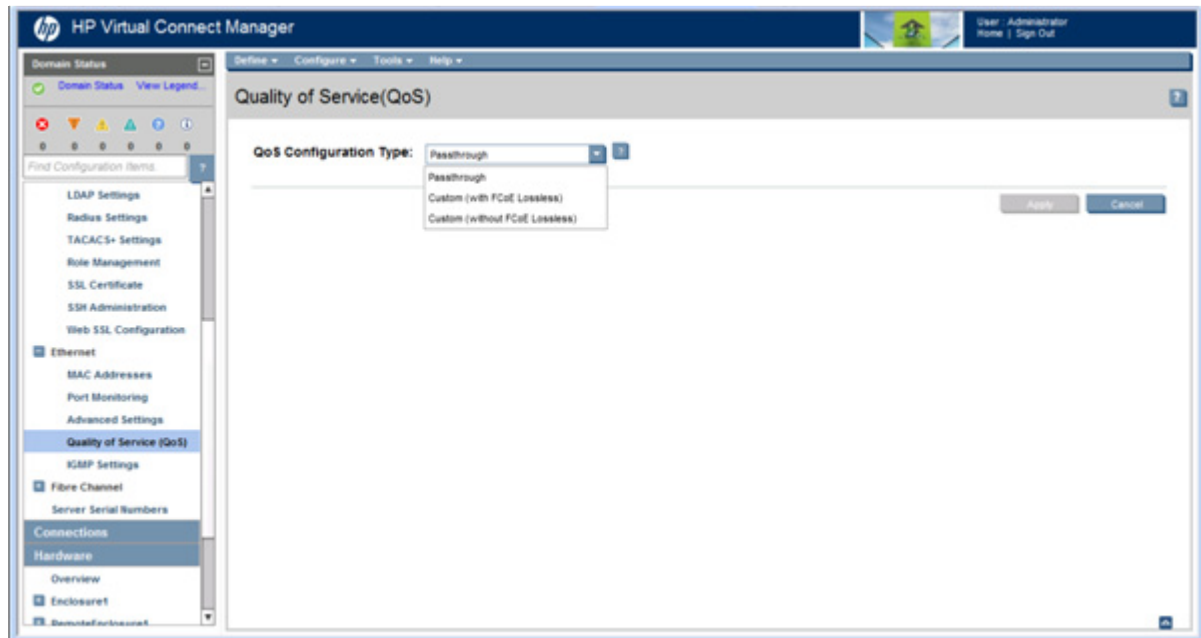 hp
HP Virtual Connect Manager
User : Administrator
Home | Sign Out
Domain Status
Domain Status View Legend...
0 0 0 0 0 0
Find Configuration Items.
?
LDAP Settings
Radius Settings
TACACS+ Settings
Role Management
SSL Certificate
SSH Administration
Web SSL Configuration
Ethernet
MAC Addresses
Port Monitoring
Advanced Settings
Quality of Service (QoS)
IGMP Settings
Fibre Channel
Server Serial Numbers
Connections
Hardware
Overview
Enclosure1
RemoteEnclosure1
Define Configure Tools Help
Quality of Service(QoS)
?
QoS Configuration Type: Passthrough
?
Passthrough
Custom (with FCoE Lossless)
Custom (without FCoE Lossless)
Apply Cancel